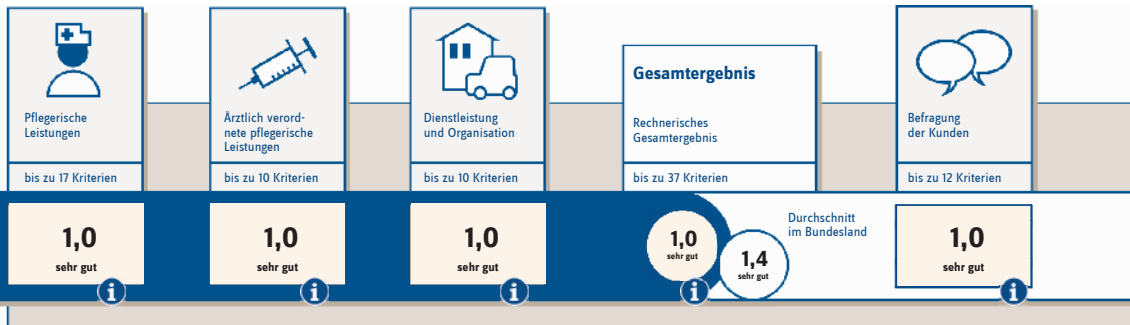 Pflegerische
Leistungen
bis zu 17 Kriterien
1,0
sehr gut
i
Ärztlich verord-
nete pflegerische
Leistungen
bis zu 10 Kriterien
1,0
sehr gut
i
Dienstleistung
und Organisation
bis zu 10 Kriterien
1,0
sehr gut
i
Gesamtergebnis
Rechnerisches
Gesamtergebnis
bis zu 37 Kriterien
1,0
sehr gut
i
1,4
sehr gut
Durchschnitt
im Bundesland
Befragung
der Kunden
bis zu 12 Kriterien
1,0
sehr gut
i